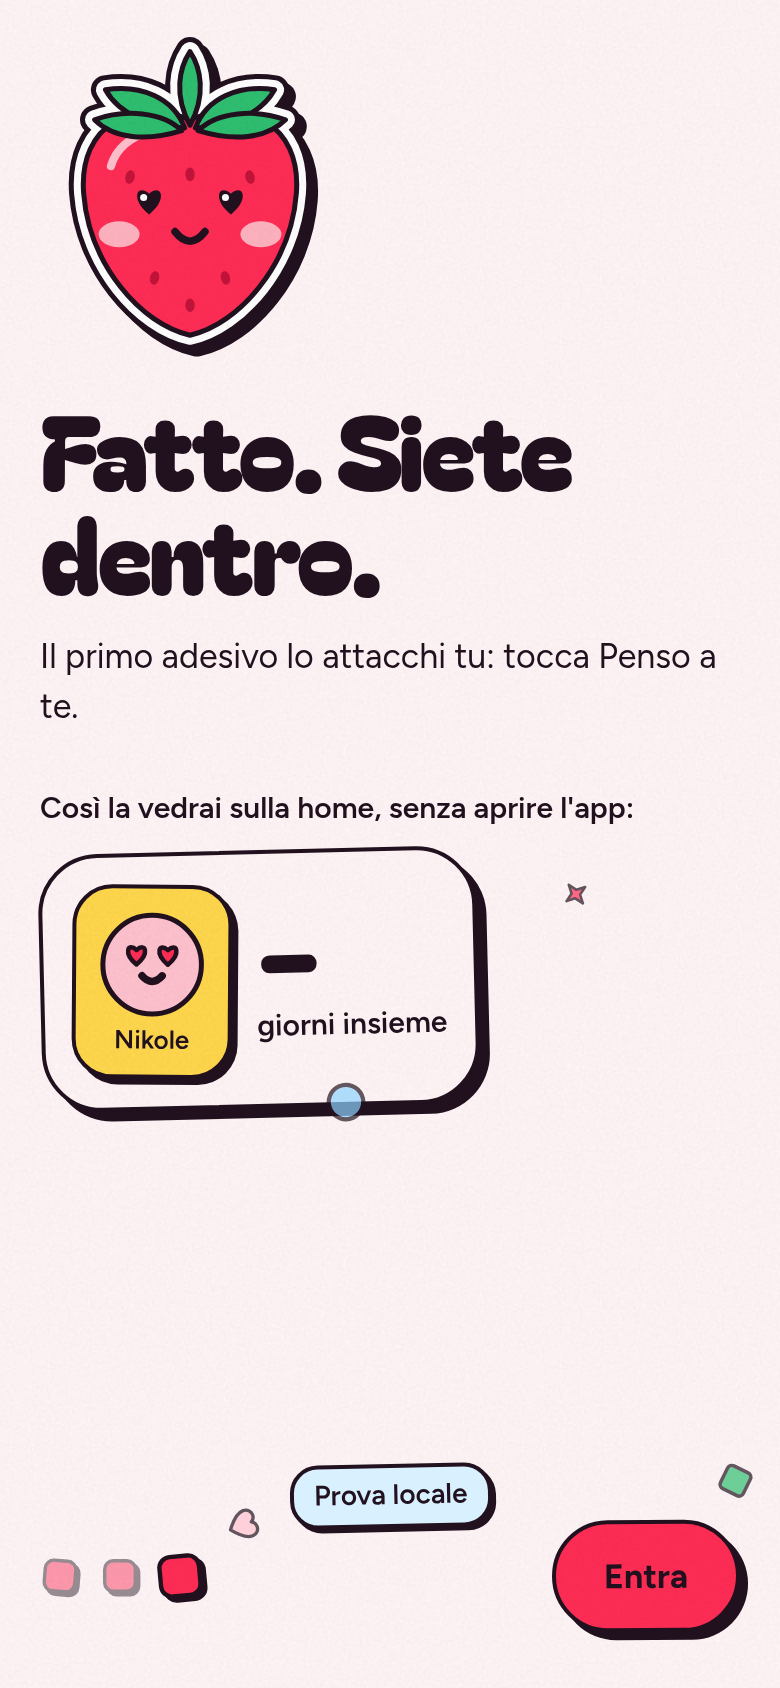 Fatto. Siete
dentro.
Il primo adesivo lo attacchi tu: tocca Penso a
te.
Così la vedrai sulla home, senza aprire l'app:
Nikole
–
giorni insieme
Prova locale
Entra